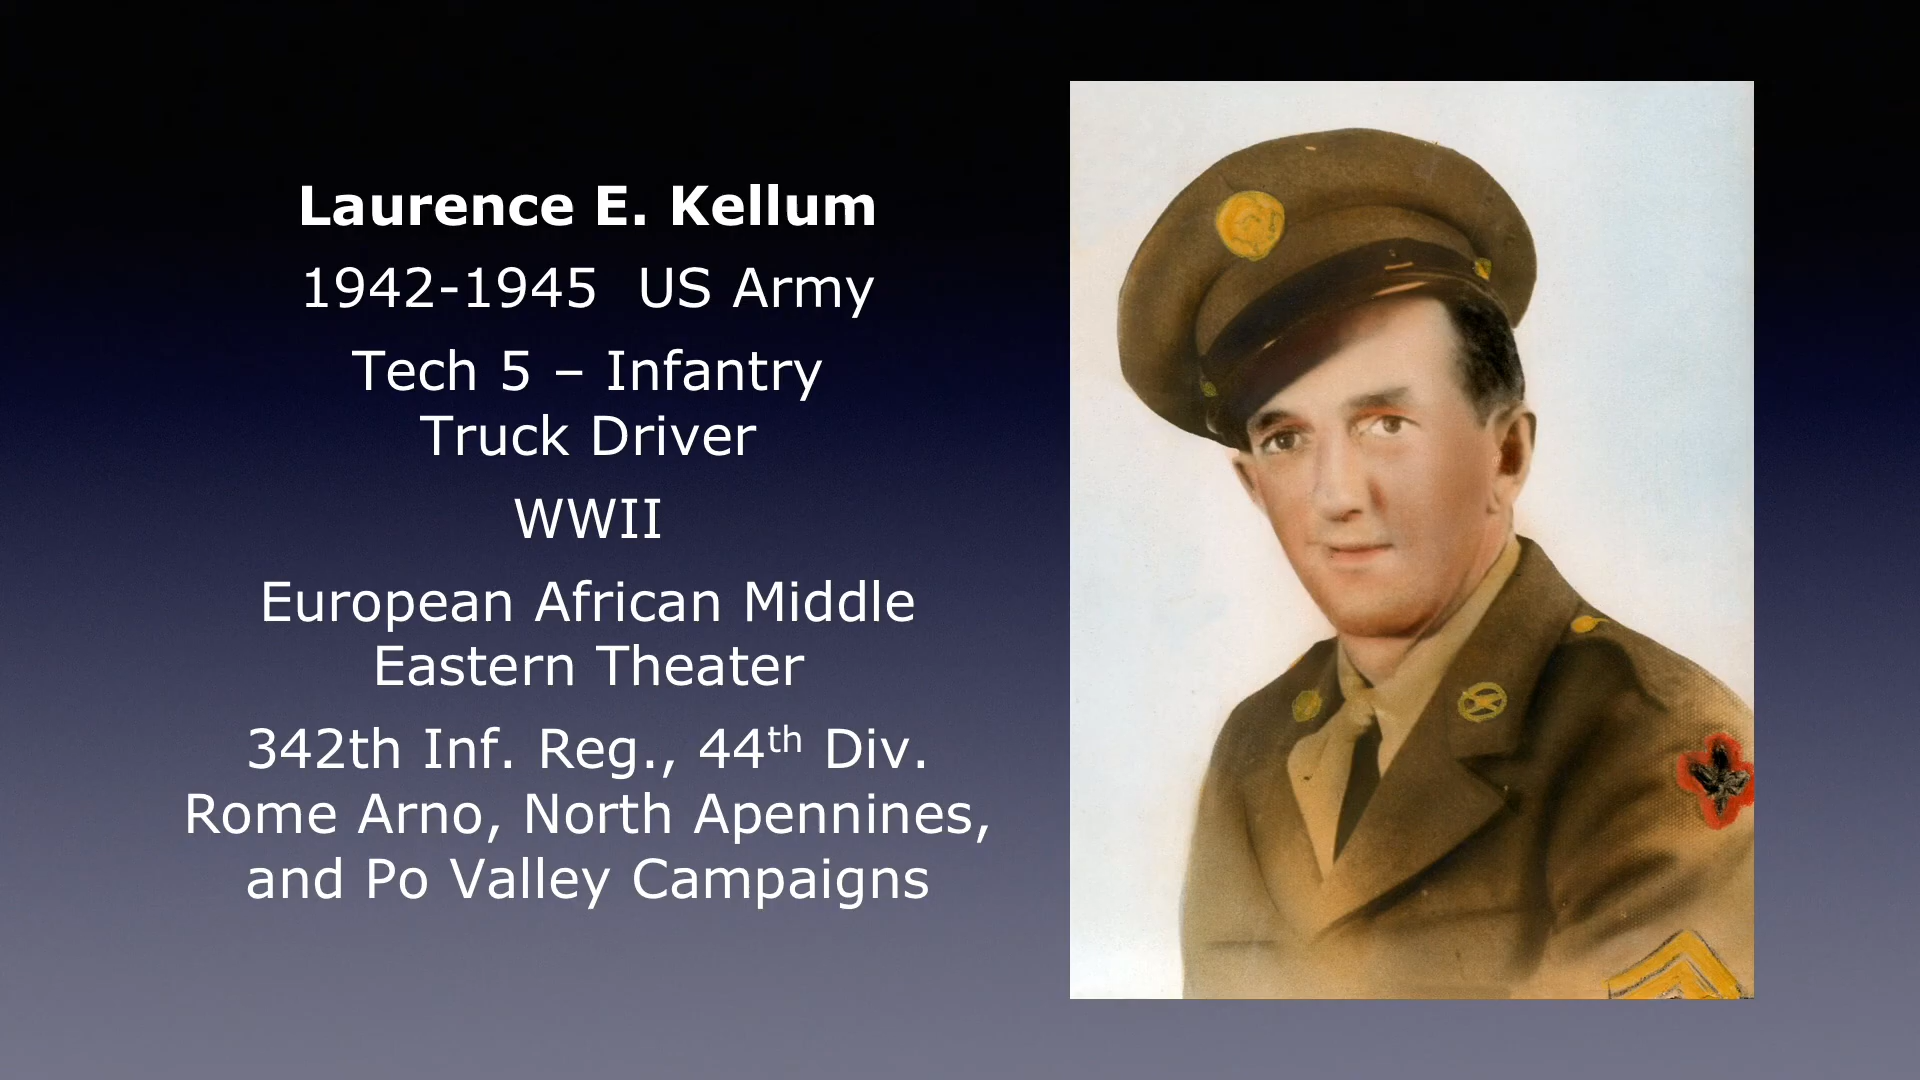 Laurence E. Kellum
1942-1945 US Army
Tech 5 – Infantry
Truck Driver
WWII
European African Middle
Eastern Theater
342th Inf. Reg., 44th Div.
Rome Arno, North Apennines,
and Po Valley Campaigns